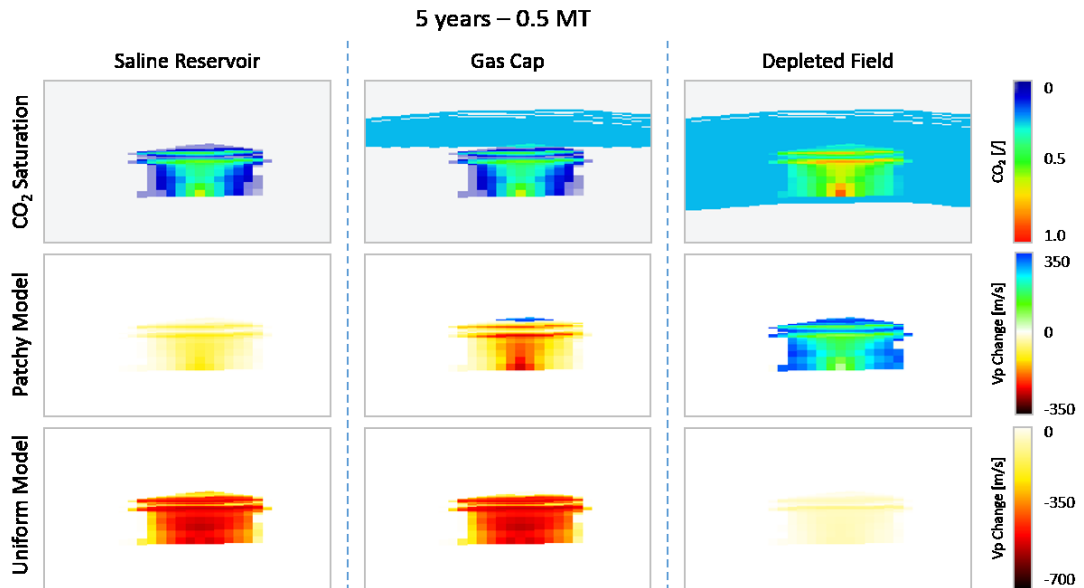 5 years – 0.5 MT
Saline Reservoir
Gas Cap
Depleted Field
CO₂ Saturation
0
0.5
1.0
CO₂ [/]
Patchy Model
350
0
-350
Vp Change [m/s]
Uniform Model
0
-350
-700
Vp Change [m/s]